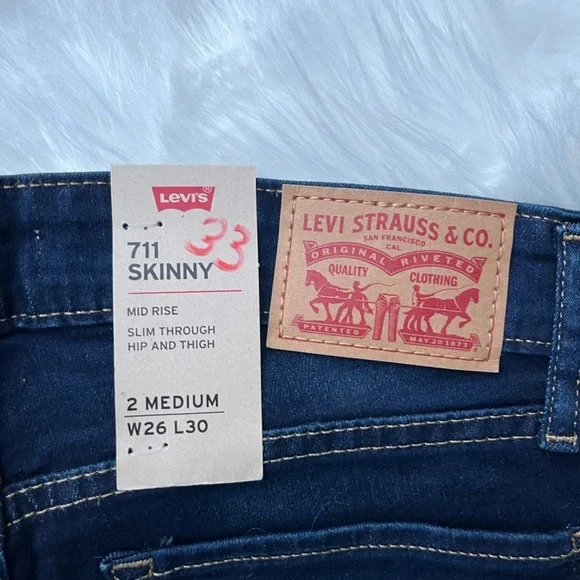 LEVI'S®
711
SKINNY
33
MID RISE
SLIM THROUGH
HIP AND THIGH
2 MEDIUM
W26 L30
LEVI STRAUSS & CO.
SAN FRANCISCO
CAL.
ORIGINAL RIVETED
QUALITY CLOTHING
PATENTED MAY 20 1873